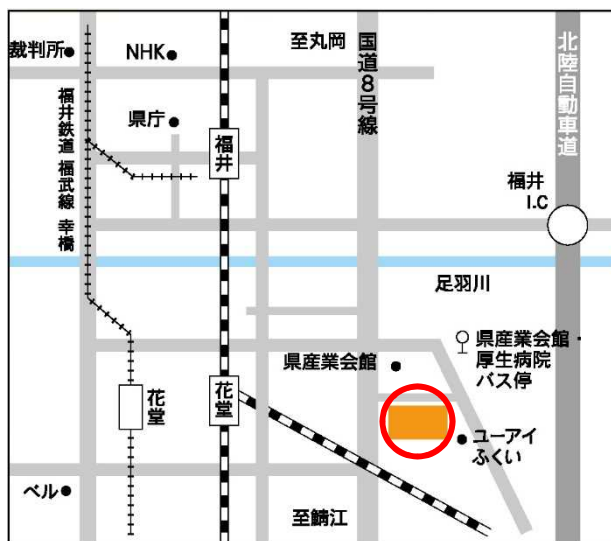 裁判所
NHK
至丸岡
国道8号線
北陸自動車道
県庁
福井鉄道 福武線 幸橋
福井
福井
I.C
足羽川
県産業会館・
厚生病院
バス停
県産業会館
花堂
花堂
ユーアイ
ふくい
ベル
至鯖江